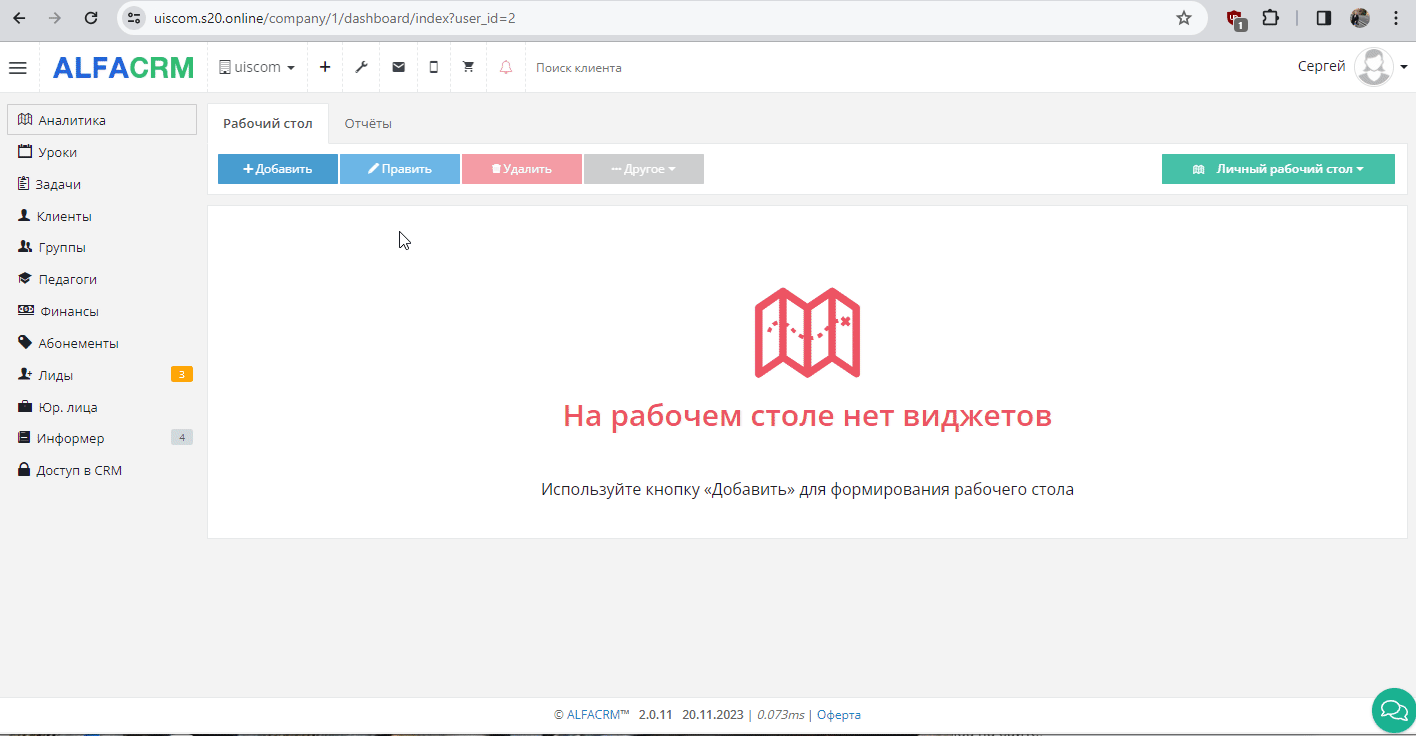 uiscom.s20.online/company/1/dashboard/index?user_id=2
1
ALFACRM
uiscom
Поиск клиента
Сергей
Аналитика
Уроки
Задачи
Клиенты
Группы
Педагоги
Финансы
Абонементы
Лиды 3
Юр. лица
Информер 4
Доступ в CRM
Рабочий стол Отчёты
Добавить Править Удалить Другое Личный рабочий стол
На рабочем столе нет виджетов
Используйте кнопку «Добавить» для формирования рабочего стола
© ALFACRM™ 2.0.11 20.11.2023 | 0.073ms | Оферта